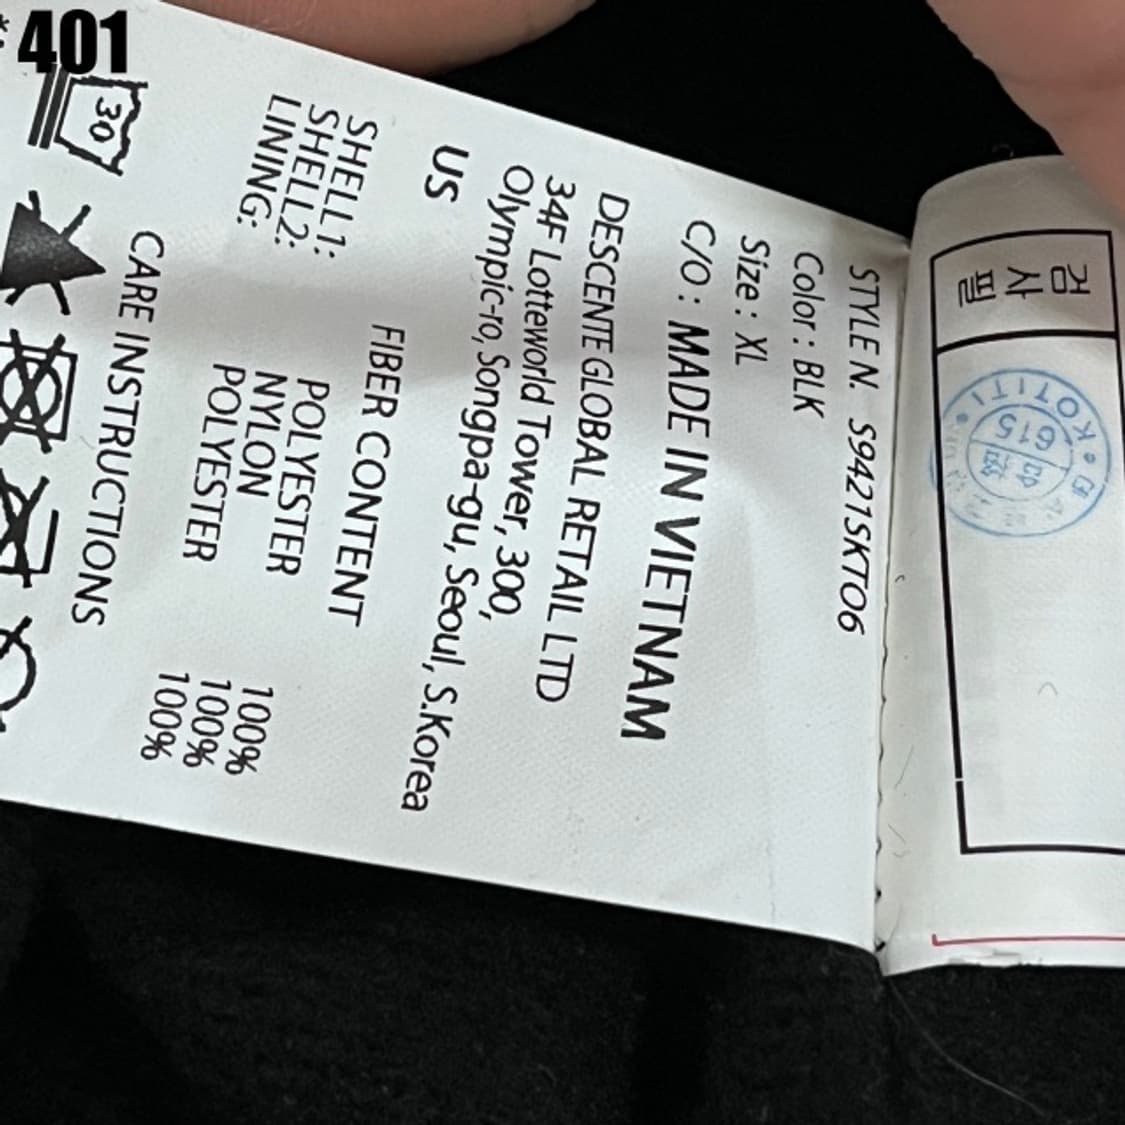 401
STYLE N. S9421SKT06
Color : BLK
Size : XL
C/O : MADE IN VIETNAM
DESCENTE GLOBAL RETAIL LTD
34F Lotteworld Tower, 300,
Olympic-ro, Songpa-gu, Seoul, S.Korea
US
FIBER CONTENT
SHELL1: POLYESTER 100%
SHELL2: NYLON 100%
LINING: POLYESTER 100%
CARE INSTRUCTIONS
30
검
사
필
KOTITI
615